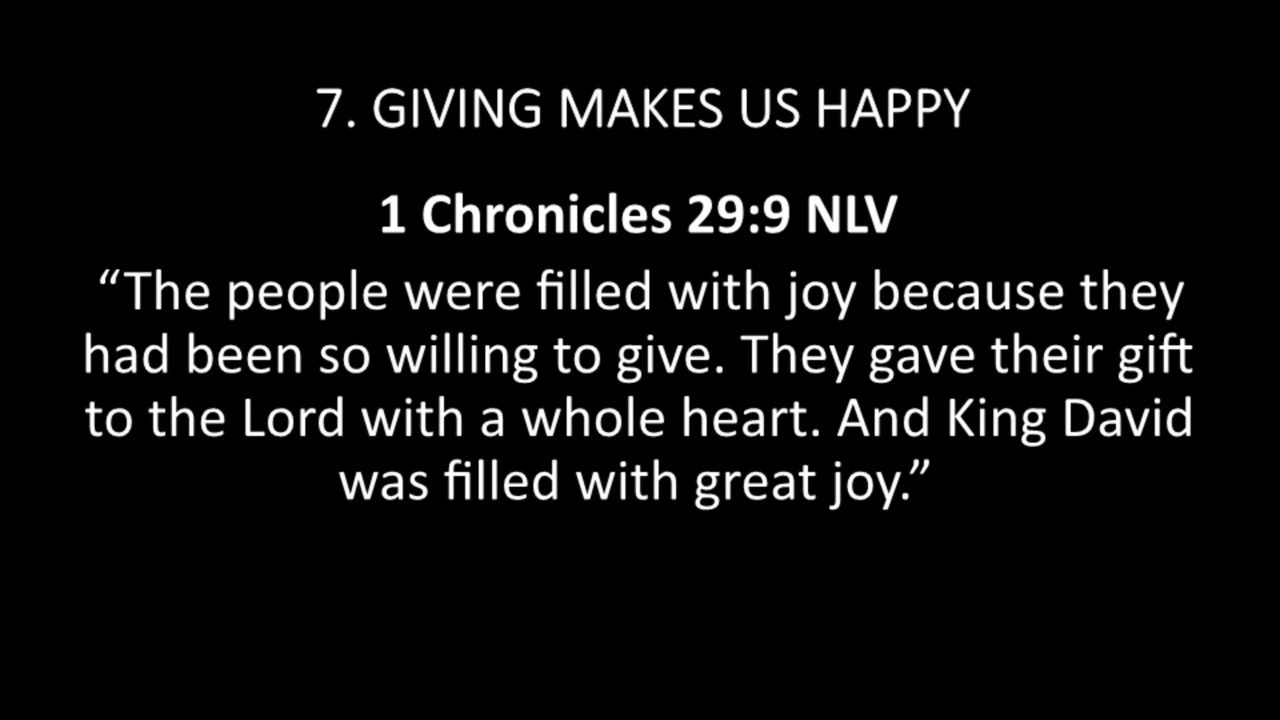 7. GIVING MAKES US HAPPY
1 Chronicles 29:9 NLV
“The people were filled with joy because they
had been so willing to give. They gave their gift
to the Lord with a whole heart. And King David
was filled with great joy.”